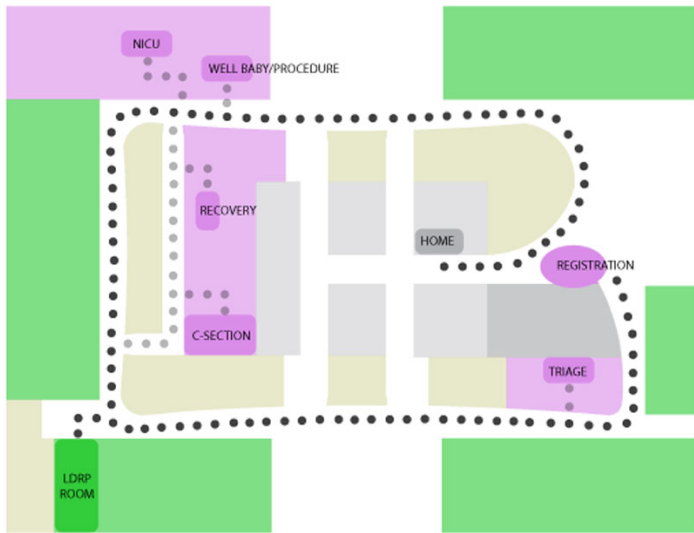 NICU
WELL BABY/PROCEDURE
RECOVERY
HOME
REGISTRATION
C-SECTION
TRIAGE
LDRP
ROOM